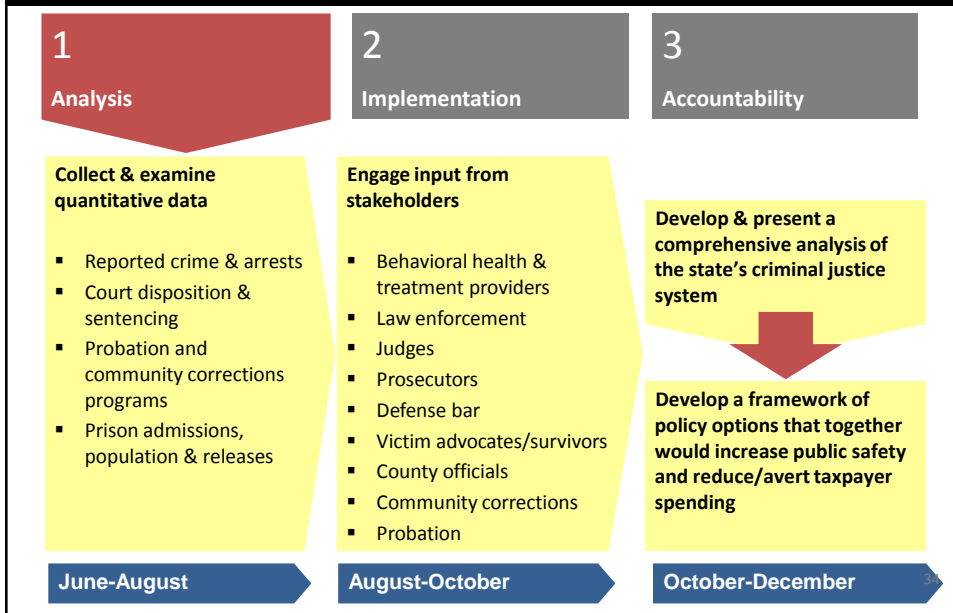 1
Analysis
2
Implementation
3
Accountability
Collect & examine
quantitative data
▪ Reported crime & arrests
▪ Court disposition &
sentencing
▪ Probation and
community corrections
programs
▪ Prison admissions,
population & releases
Engage input from
stakeholders
▪ Behavioral health &
treatment providers
▪ Law enforcement
▪ Judges
▪ Prosecutors
▪ Defense bar
▪ Victim advocates/survivors
▪ County officials
▪ Community corrections
▪ Probation
Develop & present a
comprehensive analysis of
the state’s criminal justice
system
Develop a framework of
policy options that together
would increase public safety
and reduce/avert taxpayer
spending
June-August
August-October
October-December
34